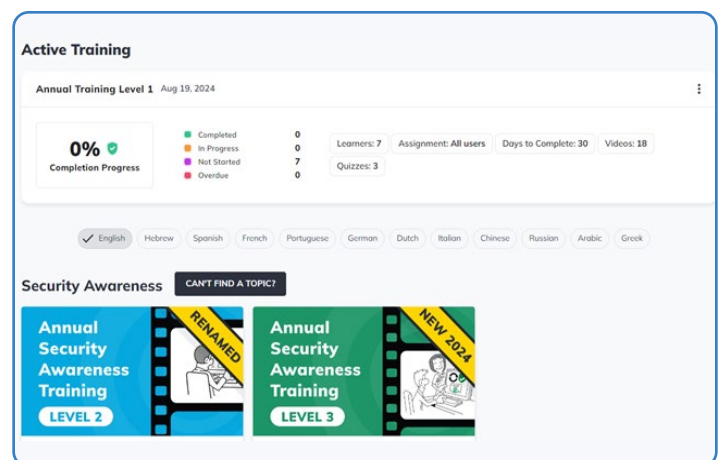 Active Training
Annual Training Level 1 Aug 19, 2024
0%
Completion Progress
Completed 0
In Progress 0
Not Started 7
Overdue 0
Learners: 7 Assignment: All users Days to Complete: 30 Videos: 18
Quizzes: 3
English Hebrew Spanish French Portuguese German Dutch Italian Chinese Russian Arabic Greek
Security Awareness CAN'T FIND A TOPIC?
Annual
Security
Awareness
Training
LEVEL 2
RENAMED
Annual
Security
Awareness
Training
LEVEL 3
NEW 2024